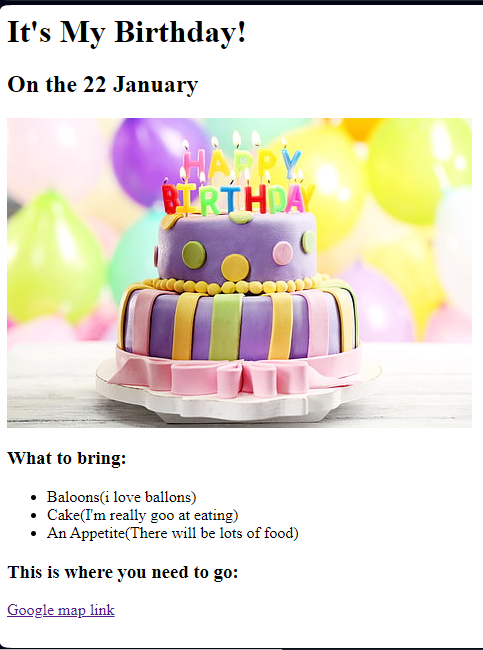 It's My Birthday!
On the 22 January
HAPPY
BIRTHDAY
What to bring:
Baloons(i love ballons)
Cake(I'm really goo at eating)
An Appetite(There will be lots of food)
This is where you need to go:
Google map link